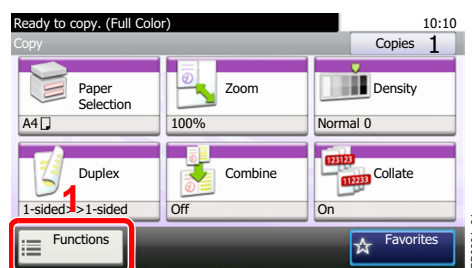 Ready to copy. (Full Color) 10:10
Copy Copies 1
Paper Selection Zoom Density
A4 100% Normal 0
123123
112233
Duplex Combine Collate
1-sided>>1-sided Off On
1
Functions Favorites